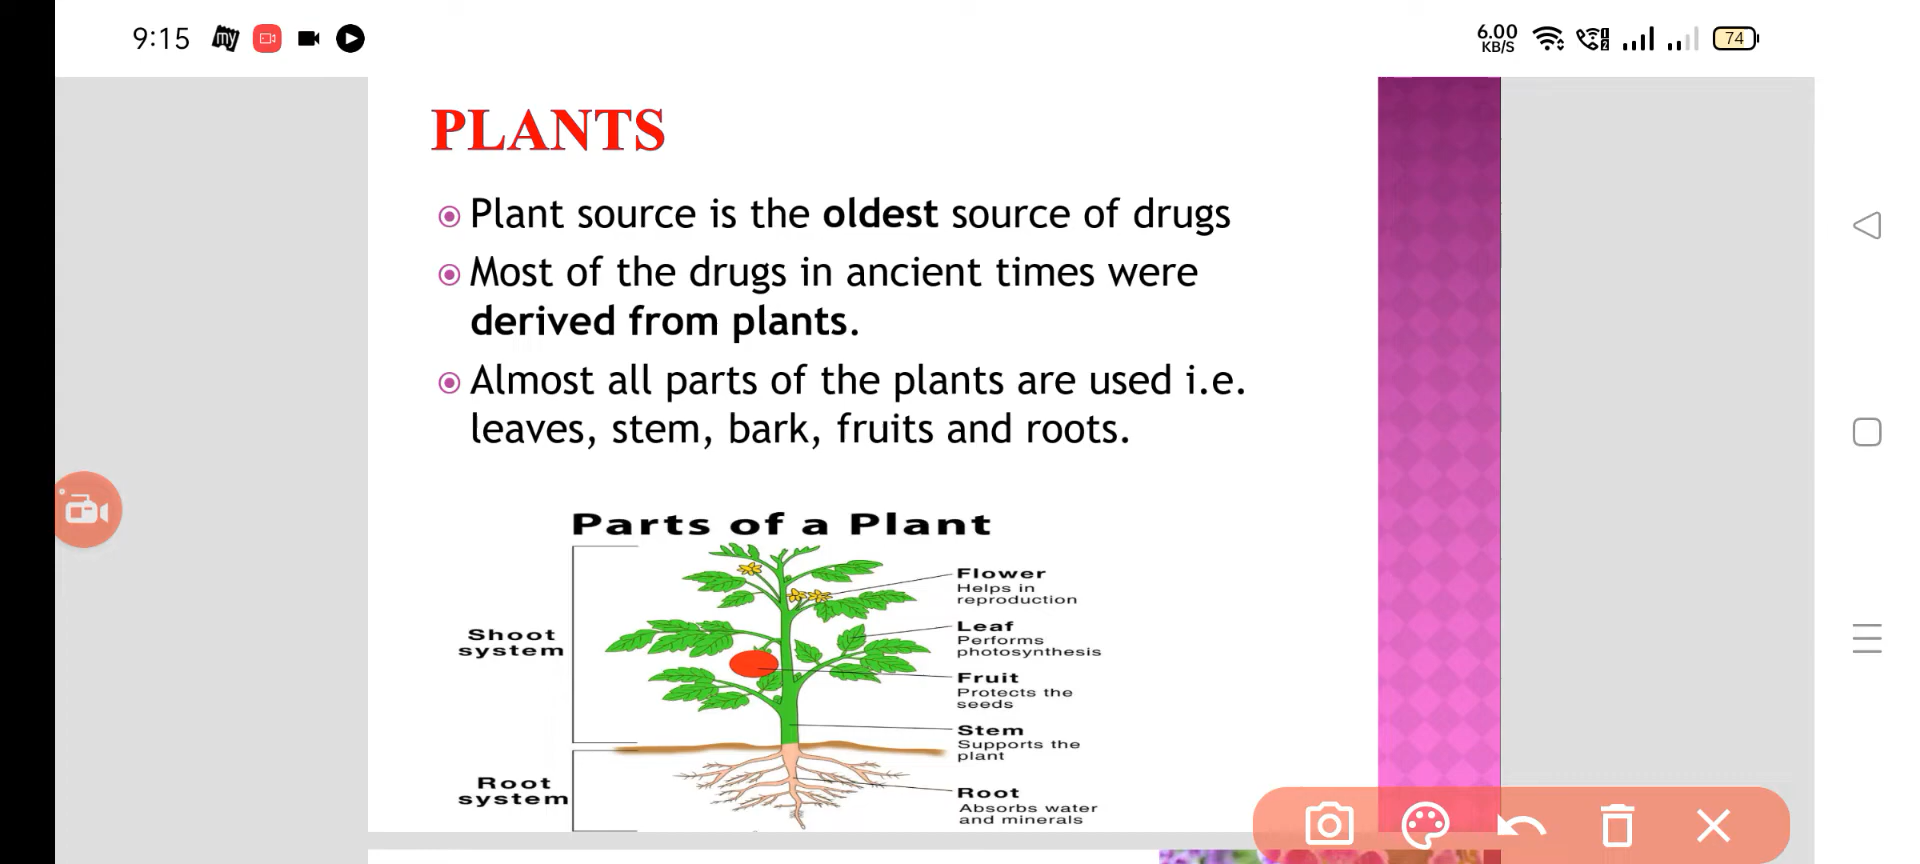 9:15
my
6.00
KB/S
1
2
74
PLANTS
Plant source is the oldest source of drugs
Most of the drugs in ancient times were
derived from plants.
Almost all parts of the plants are used i.e.
leaves, stem, bark, fruits and roots.
Parts of a Plant
Shoot
system
Root
system
Flower
Helps in
reproduction
Leaf
Performs
photosynthesis
Fruit
Protects the
seeds
Stem
Supports the
plant
Root
Absorbs water
and minerals